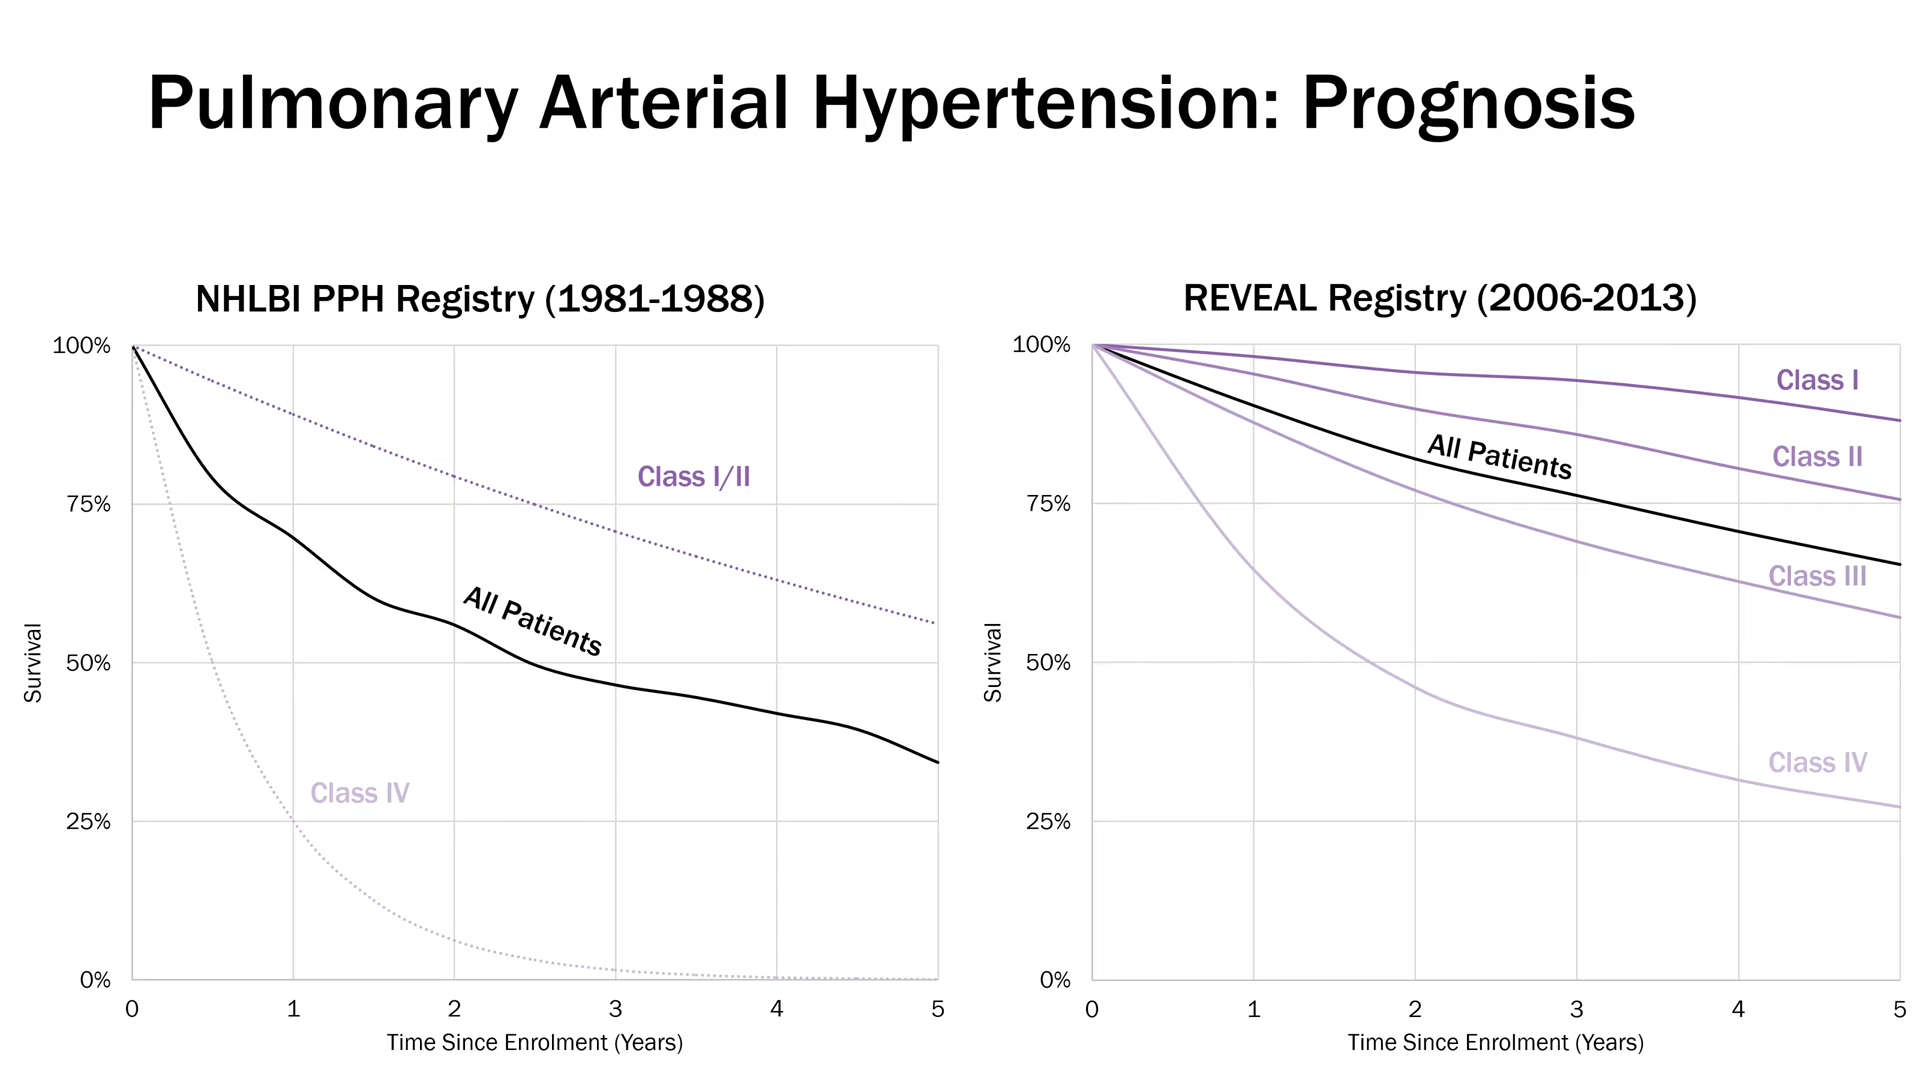 Pulmonary Arterial Hypertension: Prognosis
NHLBI PPH Registry (1981-1988)
100%
75%
50%
25%
0%
Survival
Class I/II
All Patients
Class IV
0 1 2 3 4 5
Time Since Enrolment (Years)
REVEAL Registry (2006-2013)
100%
75%
50%
25%
0%
Survival
Class I
Class II
All Patients
Class III
Class IV
0 1 2 3 4 5
Time Since Enrolment (Years)